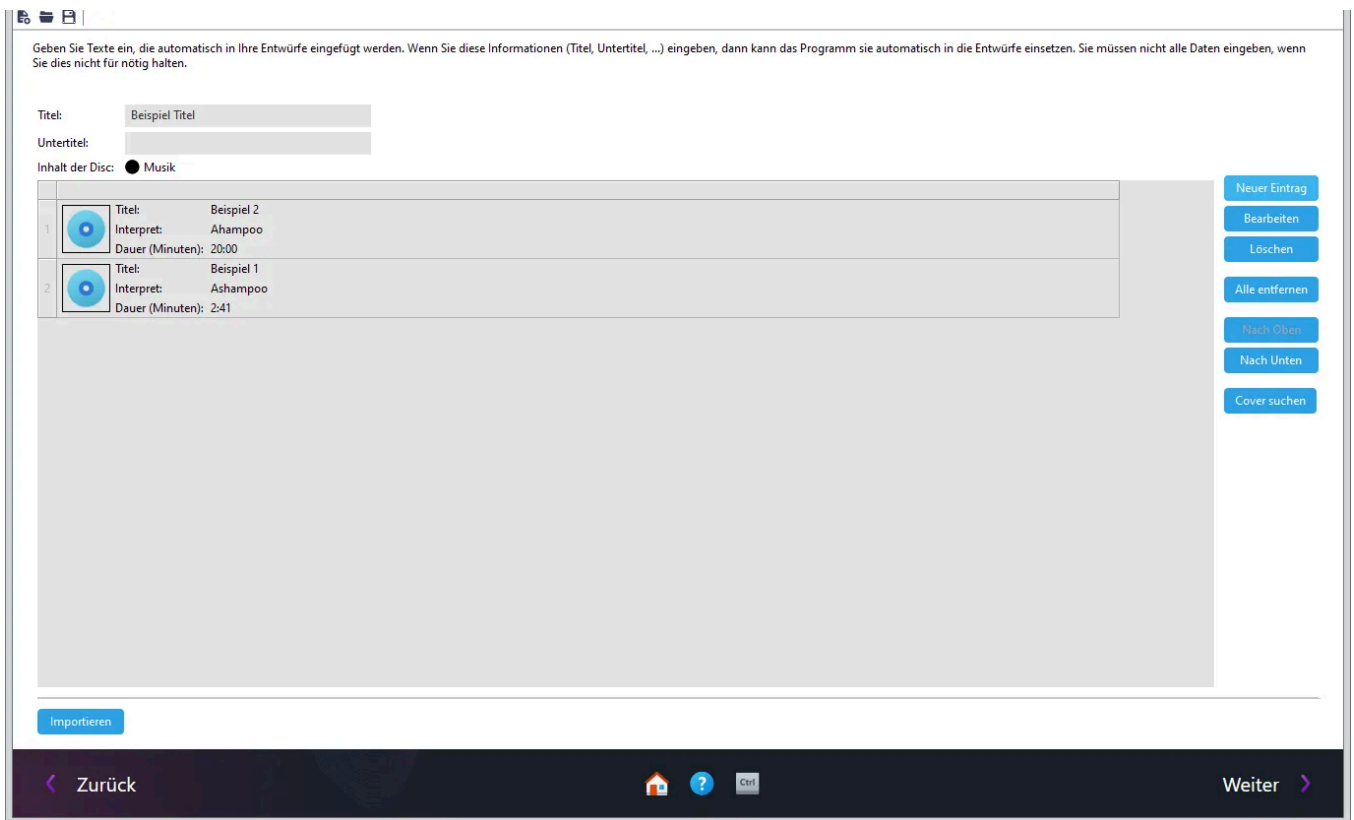 Geben Sie Texte ein, die automatisch in Ihre Entwürfe eingefügt werden. Wenn Sie diese Informationen (Titel, Untertitel, ...) eingeben, dann kann das Programm sie automatisch in die Entwürfe einsetzen. Sie müssen nicht alle Daten eingeben, wenn
Sie dies nicht für nötig halten.
Titel: Beispiel Titel
Untertitel:
Inhalt der Disc: Musik
1
Titel: Beispiel 2
Interpret: Ahampoo
Dauer (Minuten): 20:00
2
Titel: Beispiel 1
Interpret: Ashampoo
Dauer (Minuten): 2:41
Neuer Eintrag
Bearbeiten
Löschen
Alle entfernen
Nach Oben
Nach Unten
Cover suchen
Importieren
Zurück
?
Ctrl
Weiter